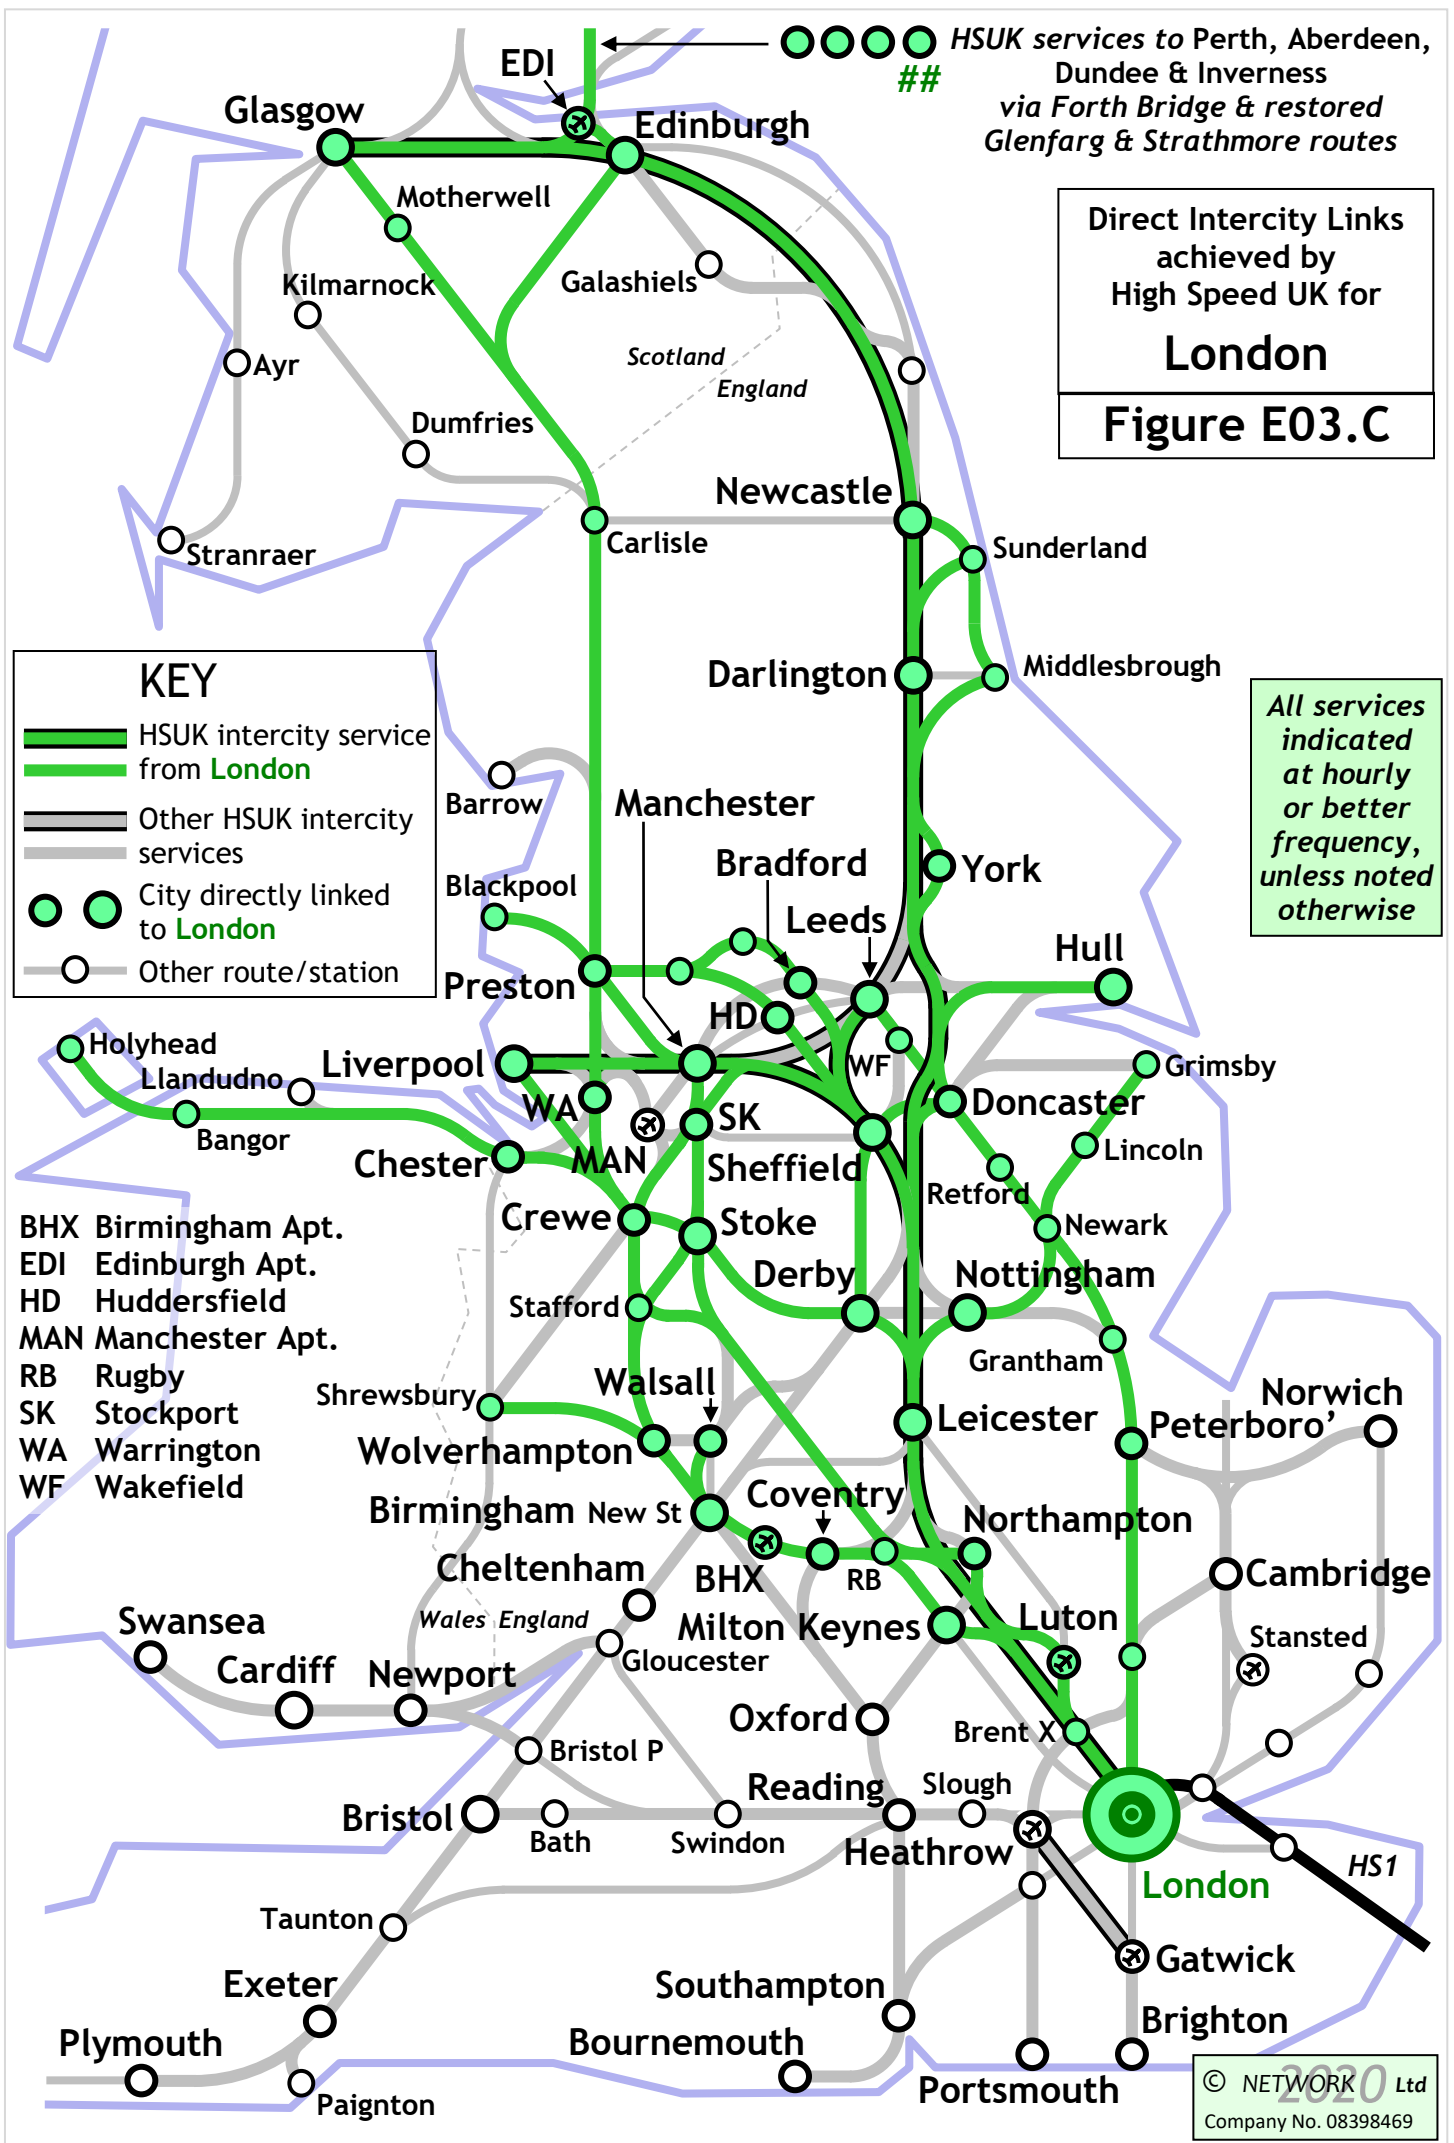 HSUK services to Perth, Aberdeen,
Dundee & Inverness
via Forth Bridge & restored
Glenfarg & Strathmore routes
##
EDI
Glasgow
Edinburgh
Direct Intercity Links
achieved by
High Speed UK for
London
Figure E03.C
Motherwell
Galashiels
Kilmarnock
Ayr
Scotland
England
Dumfries
Newcastle
Carlisle
Sunderland
Stranraer
Darlington
Middlesbrough
KEY
HSUK intercity service
from London
Other HSUK intercity
services
City directly linked
to London
Other route/station
All services
indicated
at hourly
or better
frequency,
unless noted
otherwise
Barrow
Manchester
Bradford
York
Blackpool
Leeds
Hull
Preston
HD
Holyhead
Llandudno
Liverpool
WF
Grimsby
WA
SK
Doncaster
Bangor
MAN
Lincoln
Chester
Sheffield
Retford
Crewe
Stoke
Newark
BHX Birmingham Apt.
EDI Edinburgh Apt.
HD Huddersfield
MAN Manchester Apt.
RB Rugby
SK Stockport
WA Warrington
WF Wakefield
Derby
Nottingham
Stafford
Grantham
Shrewsbury
Walsall
Norwich
Leicester
Peterboro'
Wolverhampton
Coventry
Birmingham New St
Northampton
Cheltenham
BHX
RB
Cambridge
Swansea
Wales England
Milton Keynes
Luton
Stansted
Cardiff
Newport
Gloucester
Oxford
Brent X
Bristol P
Reading
Slough
Bristol
Bath
Swindon
Heathrow
HS1
London
Taunton
Gatwick
Exeter
Southampton
Brighton
Plymouth
Bournemouth
Portsmouth
Paignton
© NETWORK 2020 Ltd
Company No. 08398469